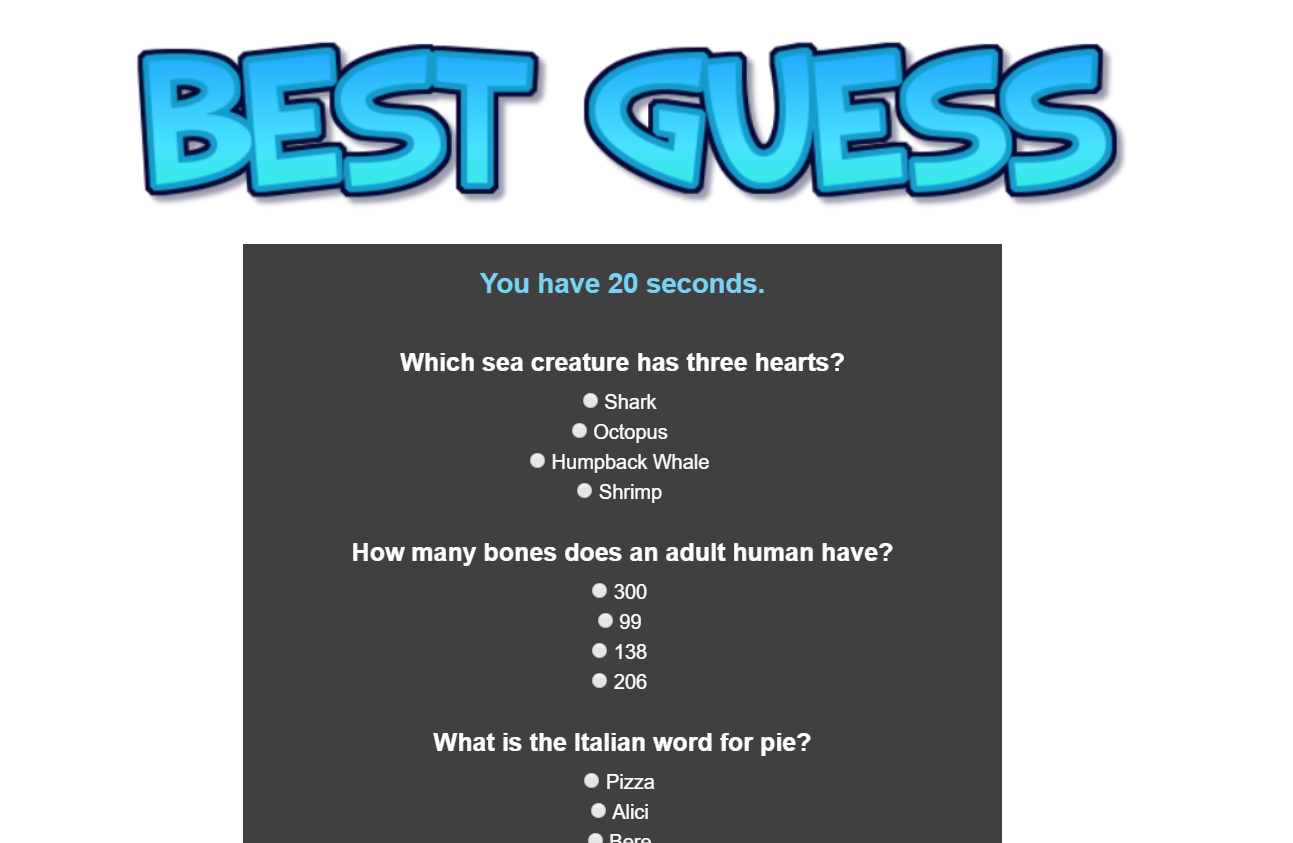 BEST GUESS
You have 20 seconds.
Which sea creature has three hearts?
Shark
Octopus
Humpback Whale
Shrimp
How many bones does an adult human have?
300
99
138
206
What is the Italian word for pie?
Pizza
Alici